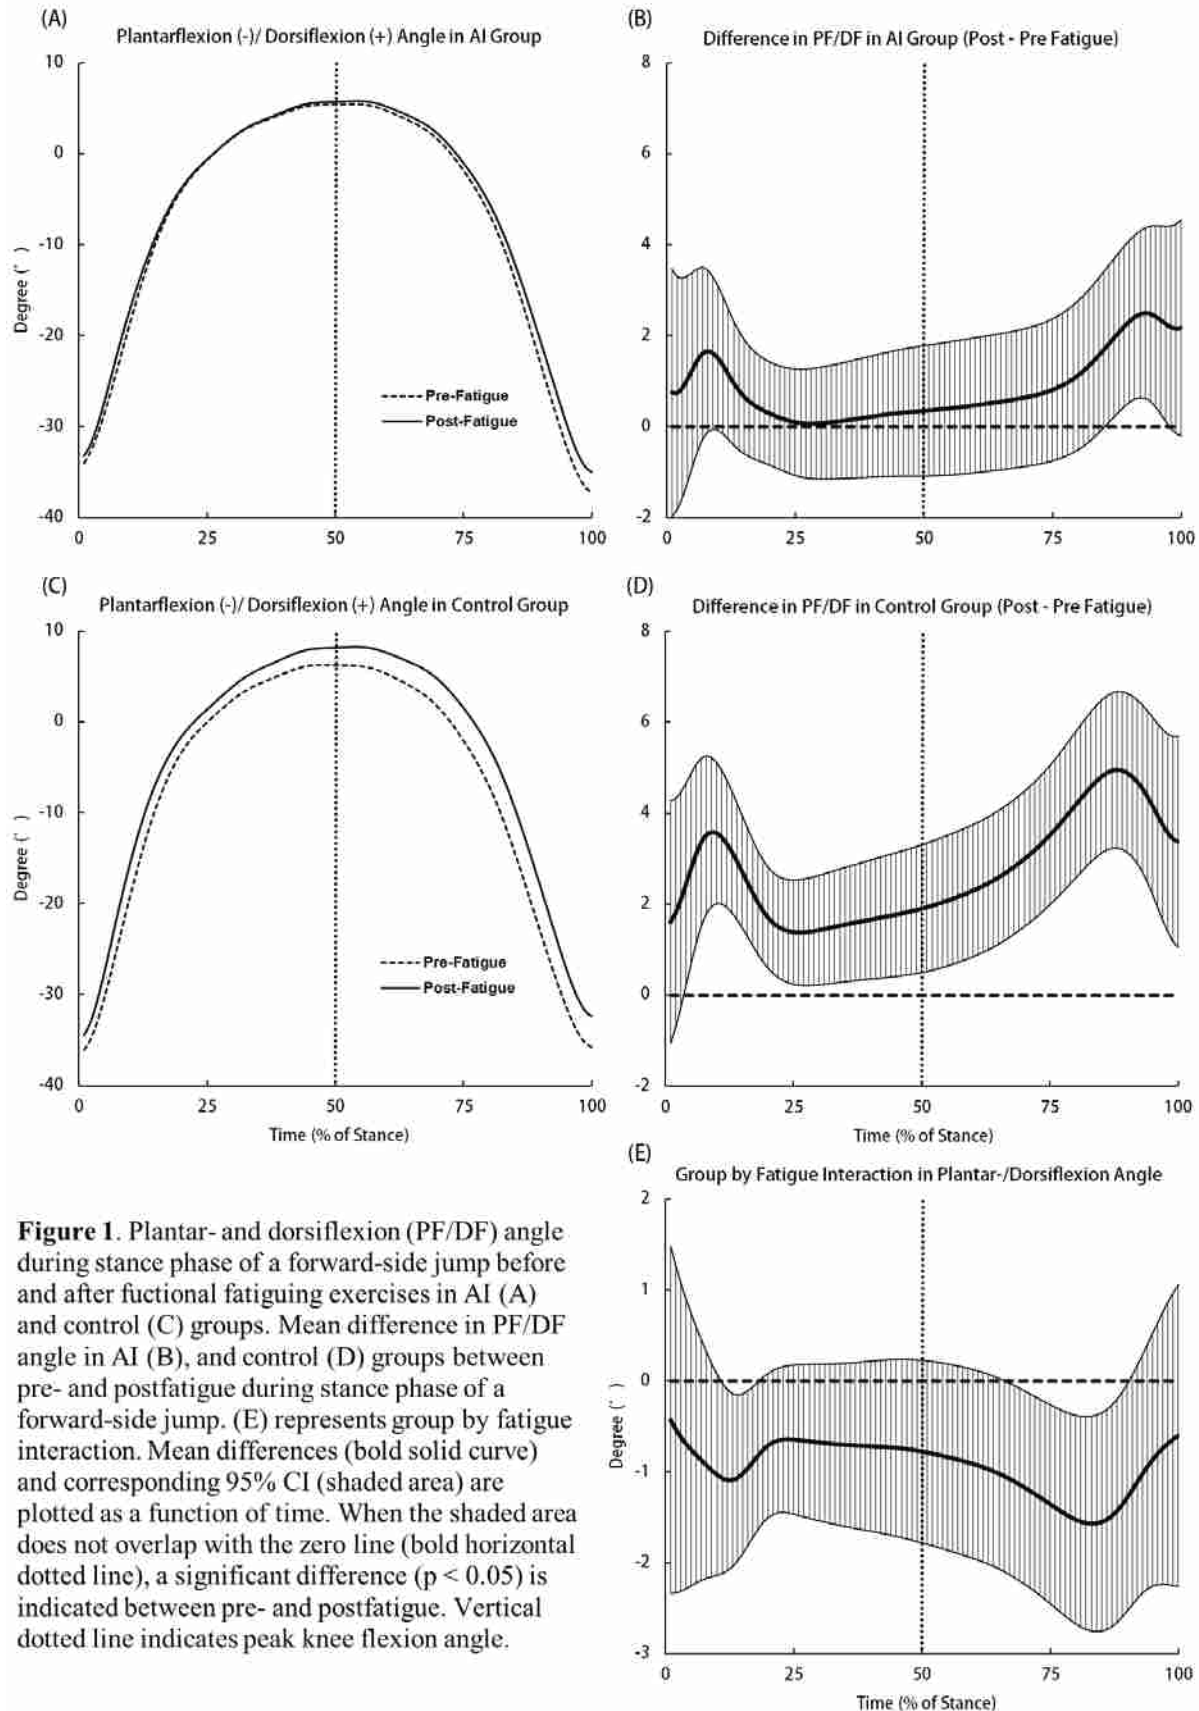 (A)
Plantarflexion (-)/ Dorsiflexion (+) Angle in AI Group
10
0
-10
-20
-30
-40
Degree (˚)
Pre-Fatigue
Post-Fatigue
0 25 50 75 100
(B)
Difference in PF/DF in AI Group (Post - Pre Fatigue)
8
6
4
2
0
-2
0 25 50 75 100
(C)
Plantarflexion (-)/ Dorsiflexion (+) Angle in Control Group
10
0
-10
-20
-30
-40
Degree (˚)
Pre-Fatigue
Post-Fatigue
0 25 50 75 100
Time (% of Stance)
(D)
Difference in PF/DF in Control Group (Post - Pre Fatigue)
8
6
4
2
0
-2
0 25 50 75 100
Time (% of Stance)
(E)
Group by Fatigue Interaction in Plantar-/Dorsiflexion Angle
2
1
0
-1
-2
-3
Degree (˚)
0 25 50 75 100
Time (% of Stance)
Figure 1. Plantar- and dorsiflexion (PF/DF) angle
during stance phase of a forward-side jump before
and after fuctional fatiguing exercises in AI (A)
and control (C) groups. Mean difference in PF/DF
angle in AI (B), and control (D) groups between
pre- and postfatigue during stance phase of a
forward-side jump. (E) represents group by fatigue
interaction. Mean differences (bold solid curve)
and corresponding 95% CI (shaded area) are
plotted as a function of time. When the shaded area
does not overlap with the zero line (bold horizontal
dotted line), a significant difference (p < 0.05) is
indicated between pre- and postfatigue. Vertical
dotted line indicates peak knee flexion angle.